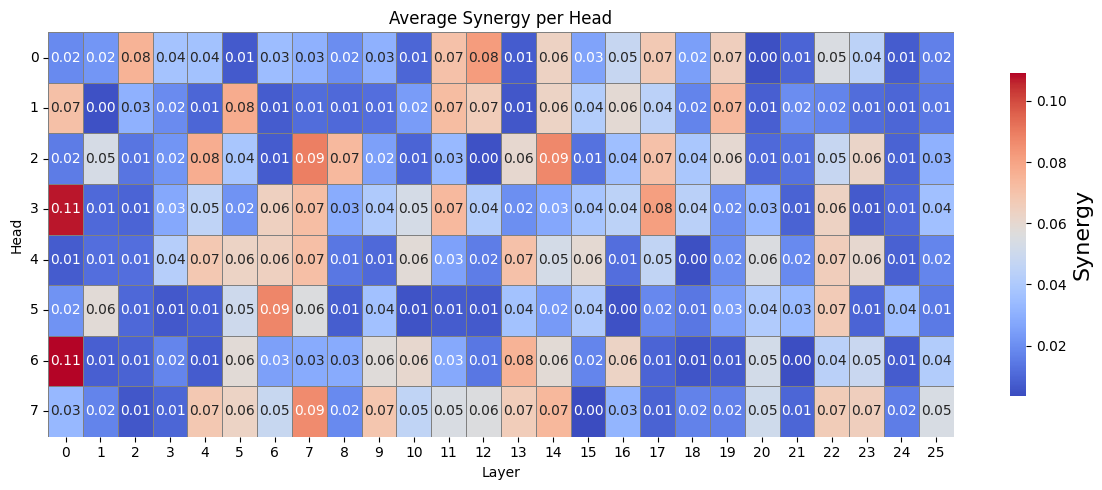 Average Synergy per Head
0 0.02 0.02 0.08 0.04 0.04 0.01 0.03 0.03 0.02 0.03 0.01 0.07 0.08 0.01 0.06 0.03 0.05 0.07 0.02 0.07 0.00 0.01 0.05 0.04 0.01 0.02
1 0.07 0.00 0.03 0.02 0.01 0.08 0.01 0.01 0.01 0.01 0.02 0.07 0.07 0.01 0.06 0.04 0.06 0.04 0.02 0.07 0.01 0.02 0.02 0.01 0.01 0.01
2 0.02 0.05 0.01 0.02 0.08 0.04 0.01 0.09 0.07 0.02 0.01 0.03 0.00 0.06 0.09 0.01 0.04 0.07 0.04 0.06 0.01 0.01 0.05 0.06 0.01 0.03
3 0.11 0.01 0.01 0.03 0.05 0.02 0.06 0.07 0.03 0.04 0.05 0.07 0.04 0.02 0.03 0.04 0.04 0.08 0.04 0.02 0.03 0.01 0.06 0.01 0.01 0.04
4 0.01 0.01 0.01 0.04 0.07 0.06 0.06 0.07 0.01 0.01 0.06 0.03 0.02 0.07 0.05 0.06 0.01 0.05 0.00 0.02 0.06 0.02 0.07 0.06 0.01 0.02
5 0.02 0.06 0.01 0.01 0.01 0.05 0.09 0.06 0.01 0.04 0.01 0.01 0.01 0.04 0.02 0.04 0.00 0.02 0.01 0.03 0.04 0.03 0.07 0.01 0.04 0.01
6 0.11 0.01 0.01 0.02 0.01 0.06 0.03 0.03 0.03 0.06 0.06 0.03 0.01 0.08 0.06 0.02 0.06 0.01 0.01 0.01 0.05 0.00 0.04 0.05 0.01 0.04
7 0.03 0.02 0.01 0.01 0.07 0.06 0.05 0.09 0.02 0.07 0.05 0.05 0.06 0.07 0.07 0.00 0.03 0.01 0.02 0.02 0.05 0.01 0.07 0.07 0.02 0.05
0 1 2 3 4 5 6 7 8 9 10 11 12 13 14 15 16 17 18 19 20 21 22 23 24 25
Layer
Head
0.10
0.08
0.06
0.04
0.02
Synergy